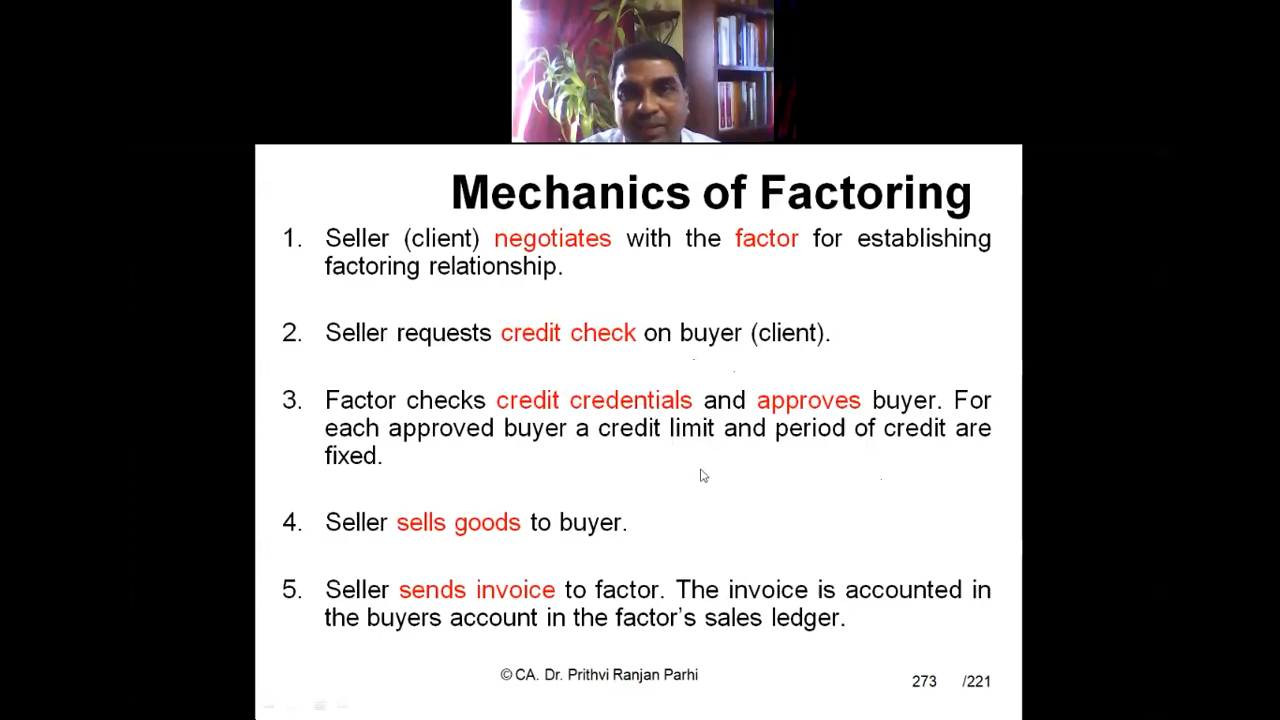 Mechanics of Factoring
1. Seller (client) negotiates with the factor for establishing
factoring relationship.
2. Seller requests credit check on buyer (client).
3. Factor checks credit credentials and approves buyer. For
each approved buyer a credit limit and period of credit are
fixed.
4. Seller sells goods to buyer.
5. Seller sends invoice to factor. The invoice is accounted in
the buyers account in the factor’s sales ledger.
© CA. Dr. Prithvi Ranjan Parhi
273 /221